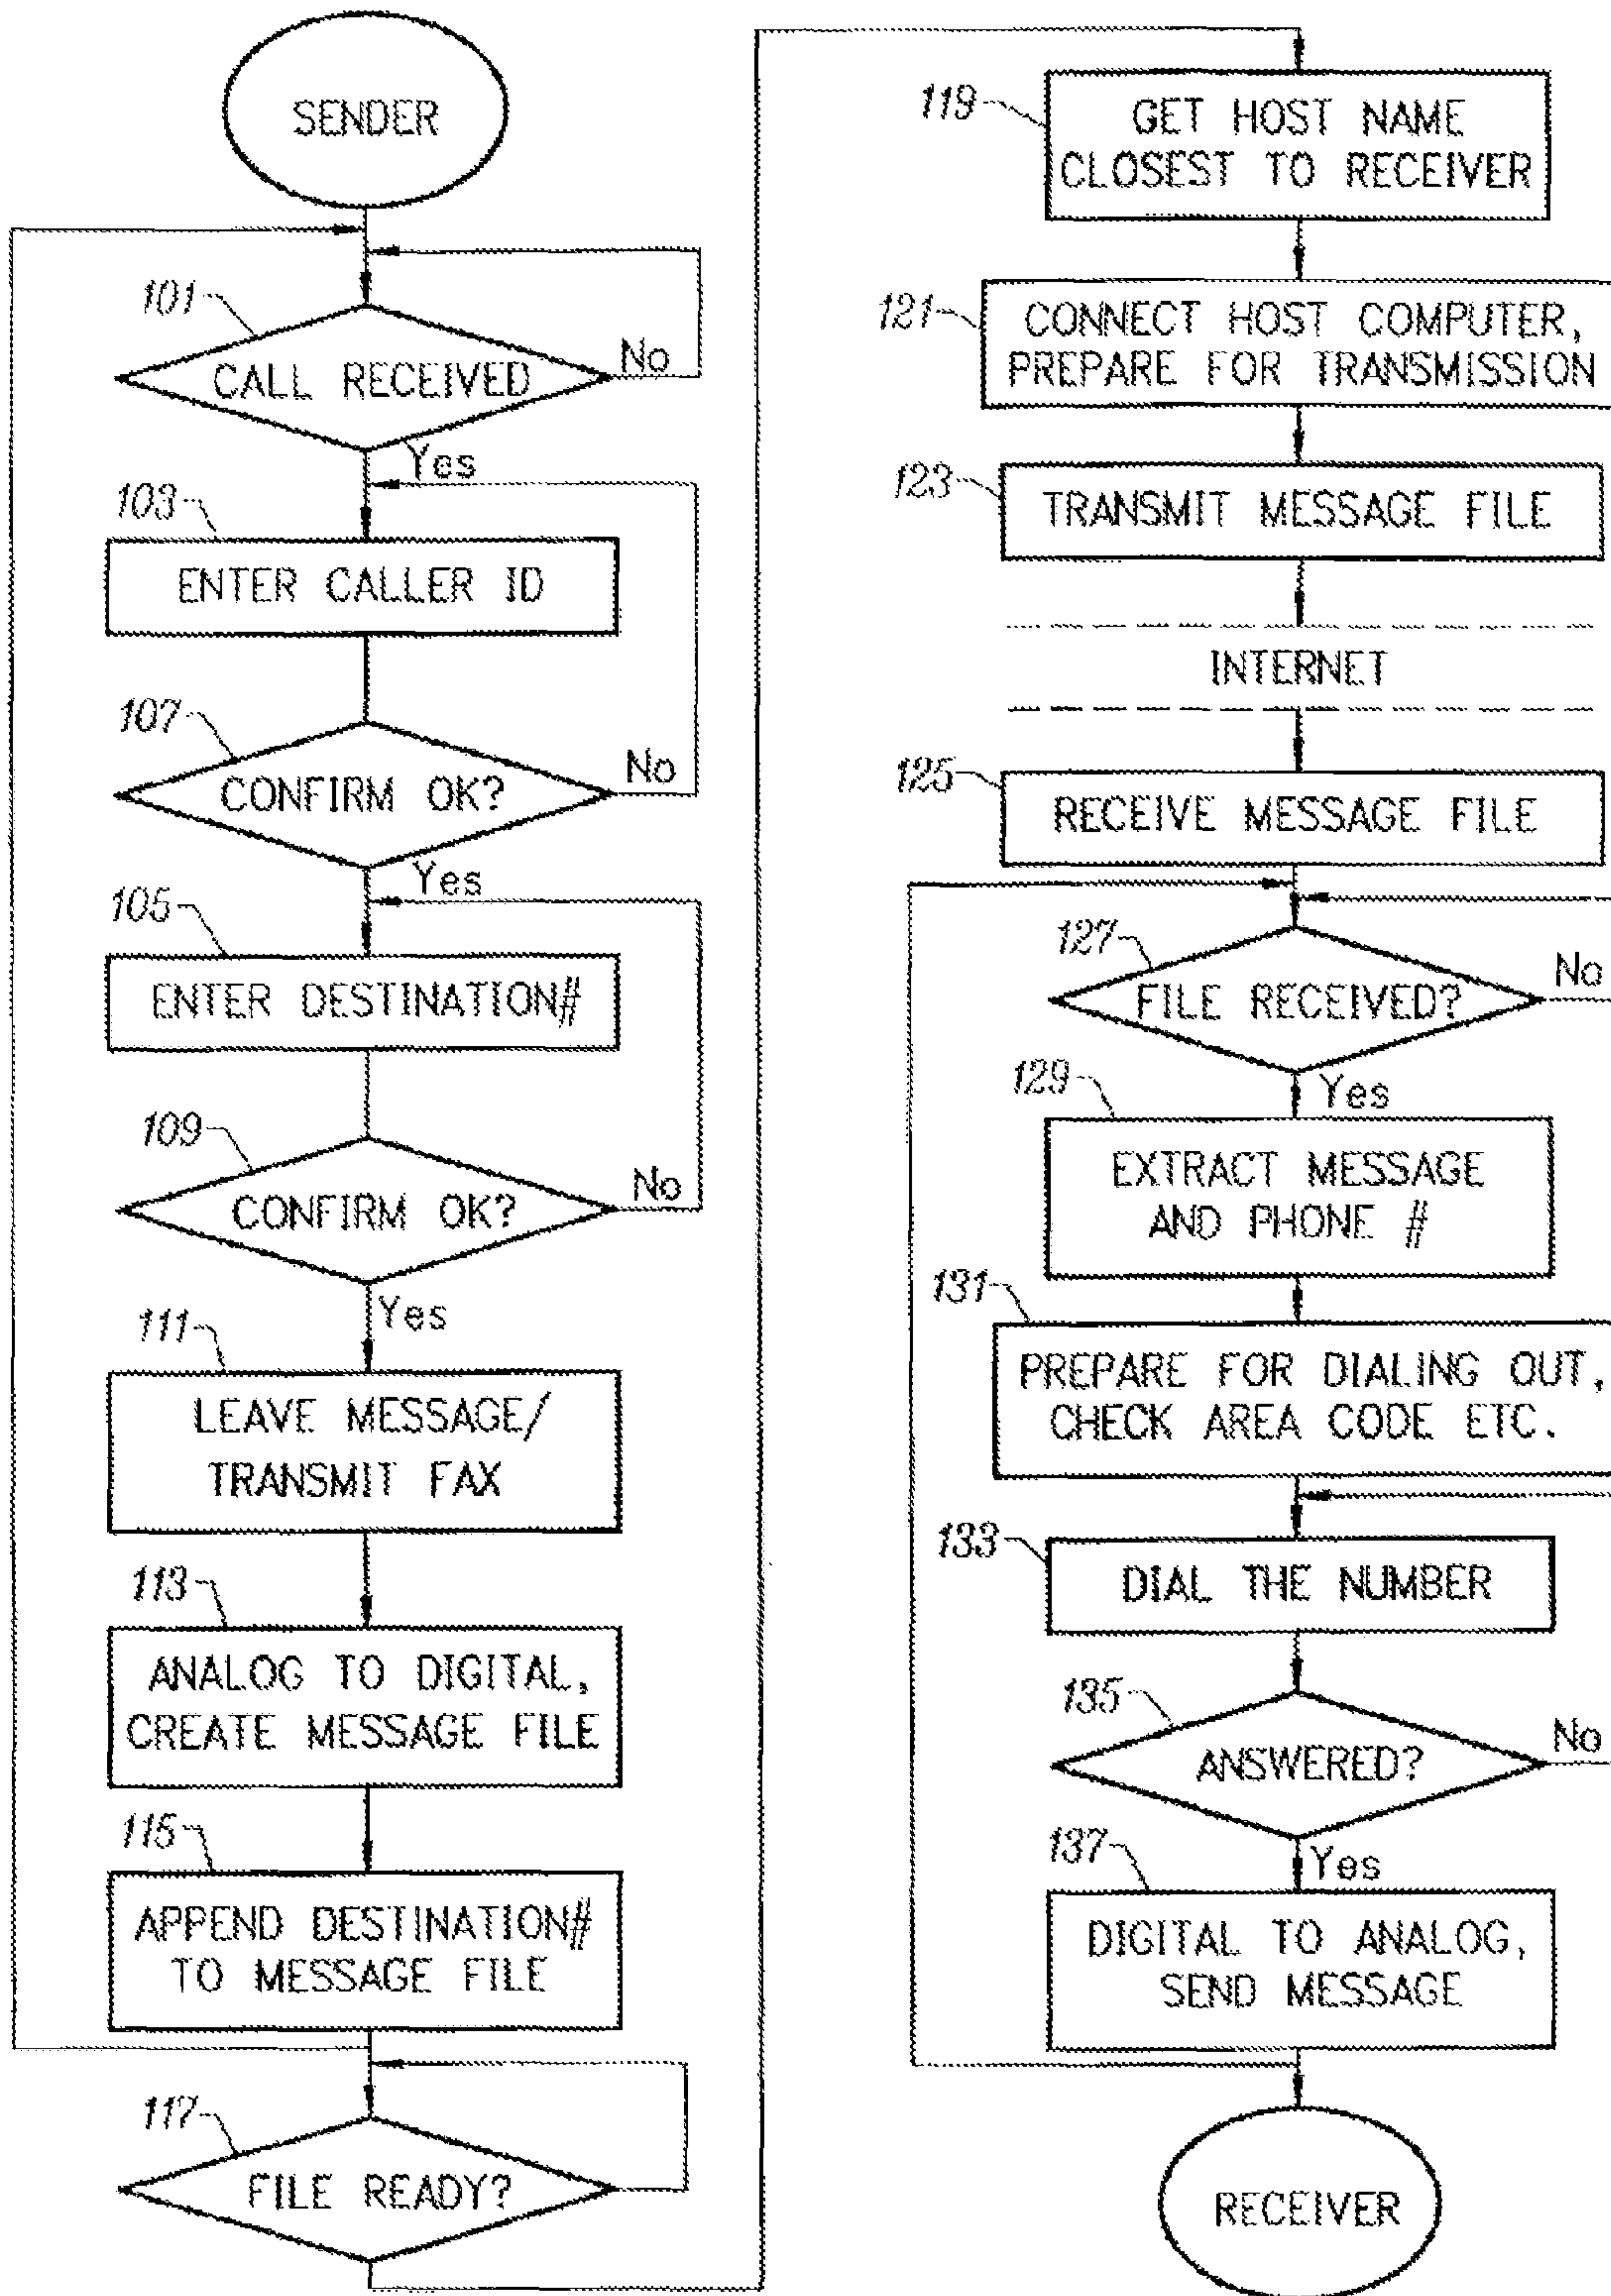 SENDER
101
CALL RECEIVED
No
Yes
103
ENTER CALLER ID
107
CONFIRM OK?
No
Yes
105
ENTER DESTINATION#
109
CONFIRM OK?
No
Yes
111
LEAVE MESSAGE/
TRANSMIT FAX
113
ANALOG TO DIGITAL,
CREATE MESSAGE FILE
115
APPEND DESTINATION#
TO MESSAGE FILE
117
FILE READY?
119
GET HOST NAME
CLOSEST TO RECEIVER
121
CONNECT HOST COMPUTER,
PREPARE FOR TRANSMISSION
123
TRANSMIT MESSAGE FILE
INTERNET
125
RECEIVE MESSAGE FILE
127
FILE RECEIVED?
No
Yes
129
EXTRACT MESSAGE
AND PHONE #
131
PREPARE FOR DIALING OUT,
CHECK AREA CODE ETC.
133
DIAL THE NUMBER
135
ANSWERED?
No
Yes
137
DIGITAL TO ANALOG,
SEND MESSAGE
RECEIVER